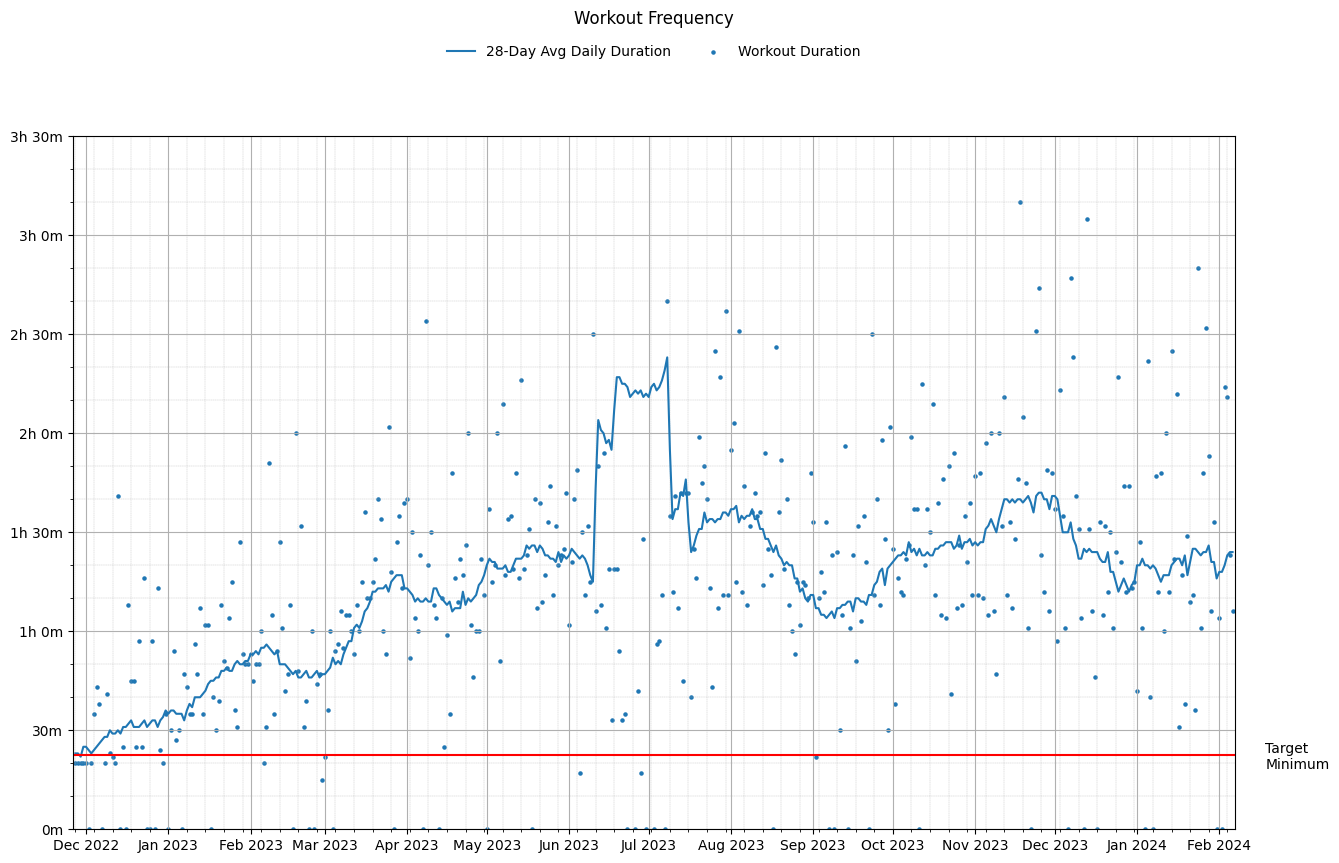 Workout Frequency
28-Day Avg Daily Duration
Workout Duration
3h 30m
3h 0m
2h 30m
2h 0m
1h 30m
1h 0m
30m
0m
Target
Minimum
Dec 2022
Jan 2023
Feb 2023
Mar 2023
Apr 2023
May 2023
Jun 2023
Jul 2023
Aug 2023
Sep 2023
Oct 2023
Nov 2023
Dec 2023
Jan 2024
Feb 2024